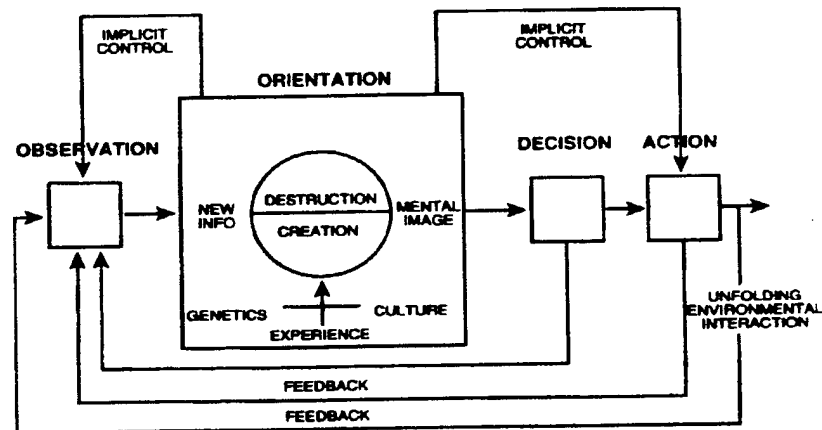 IMPLICIT
CONTROL
IMPLICIT
CONTROL
ORIENTATION
OBSERVATION
DECISION
ACTION
NEW
INFO
DESTRUCTION
CREATION
MENTAL
IMAGE
GENETICS
CULTURE
EXPERIENCE
UNFOLDING
ENVIRONMENTAL
INTERACTION
FEEDBACK
FEEDBACK